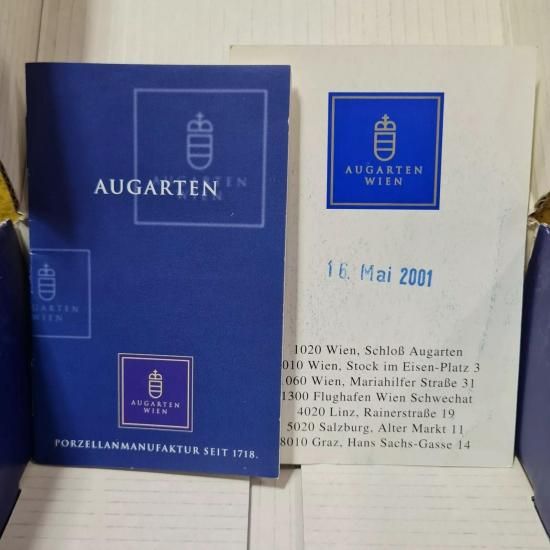 AUGARTEN
WIEN
AUGARTEN
AUGARTEN
WIEN
AUGARTEN
WIEN
PORZELLANMANUFAKTUR SEIT 1718.
AUGARTEN
WIEN
16. Mai 2001
1020 Wien, Schloß Augarten
010 Wien, Stock im Eisen-Platz 3
060 Wien, Mariahilfer Straße 31
1300 Flughafen Wien Schwechat
4020 Linz, Rainerstraße 19
5020 Salzburg, Alter Markt 11
8010 Graz, Hans Sachs-Gasse 14